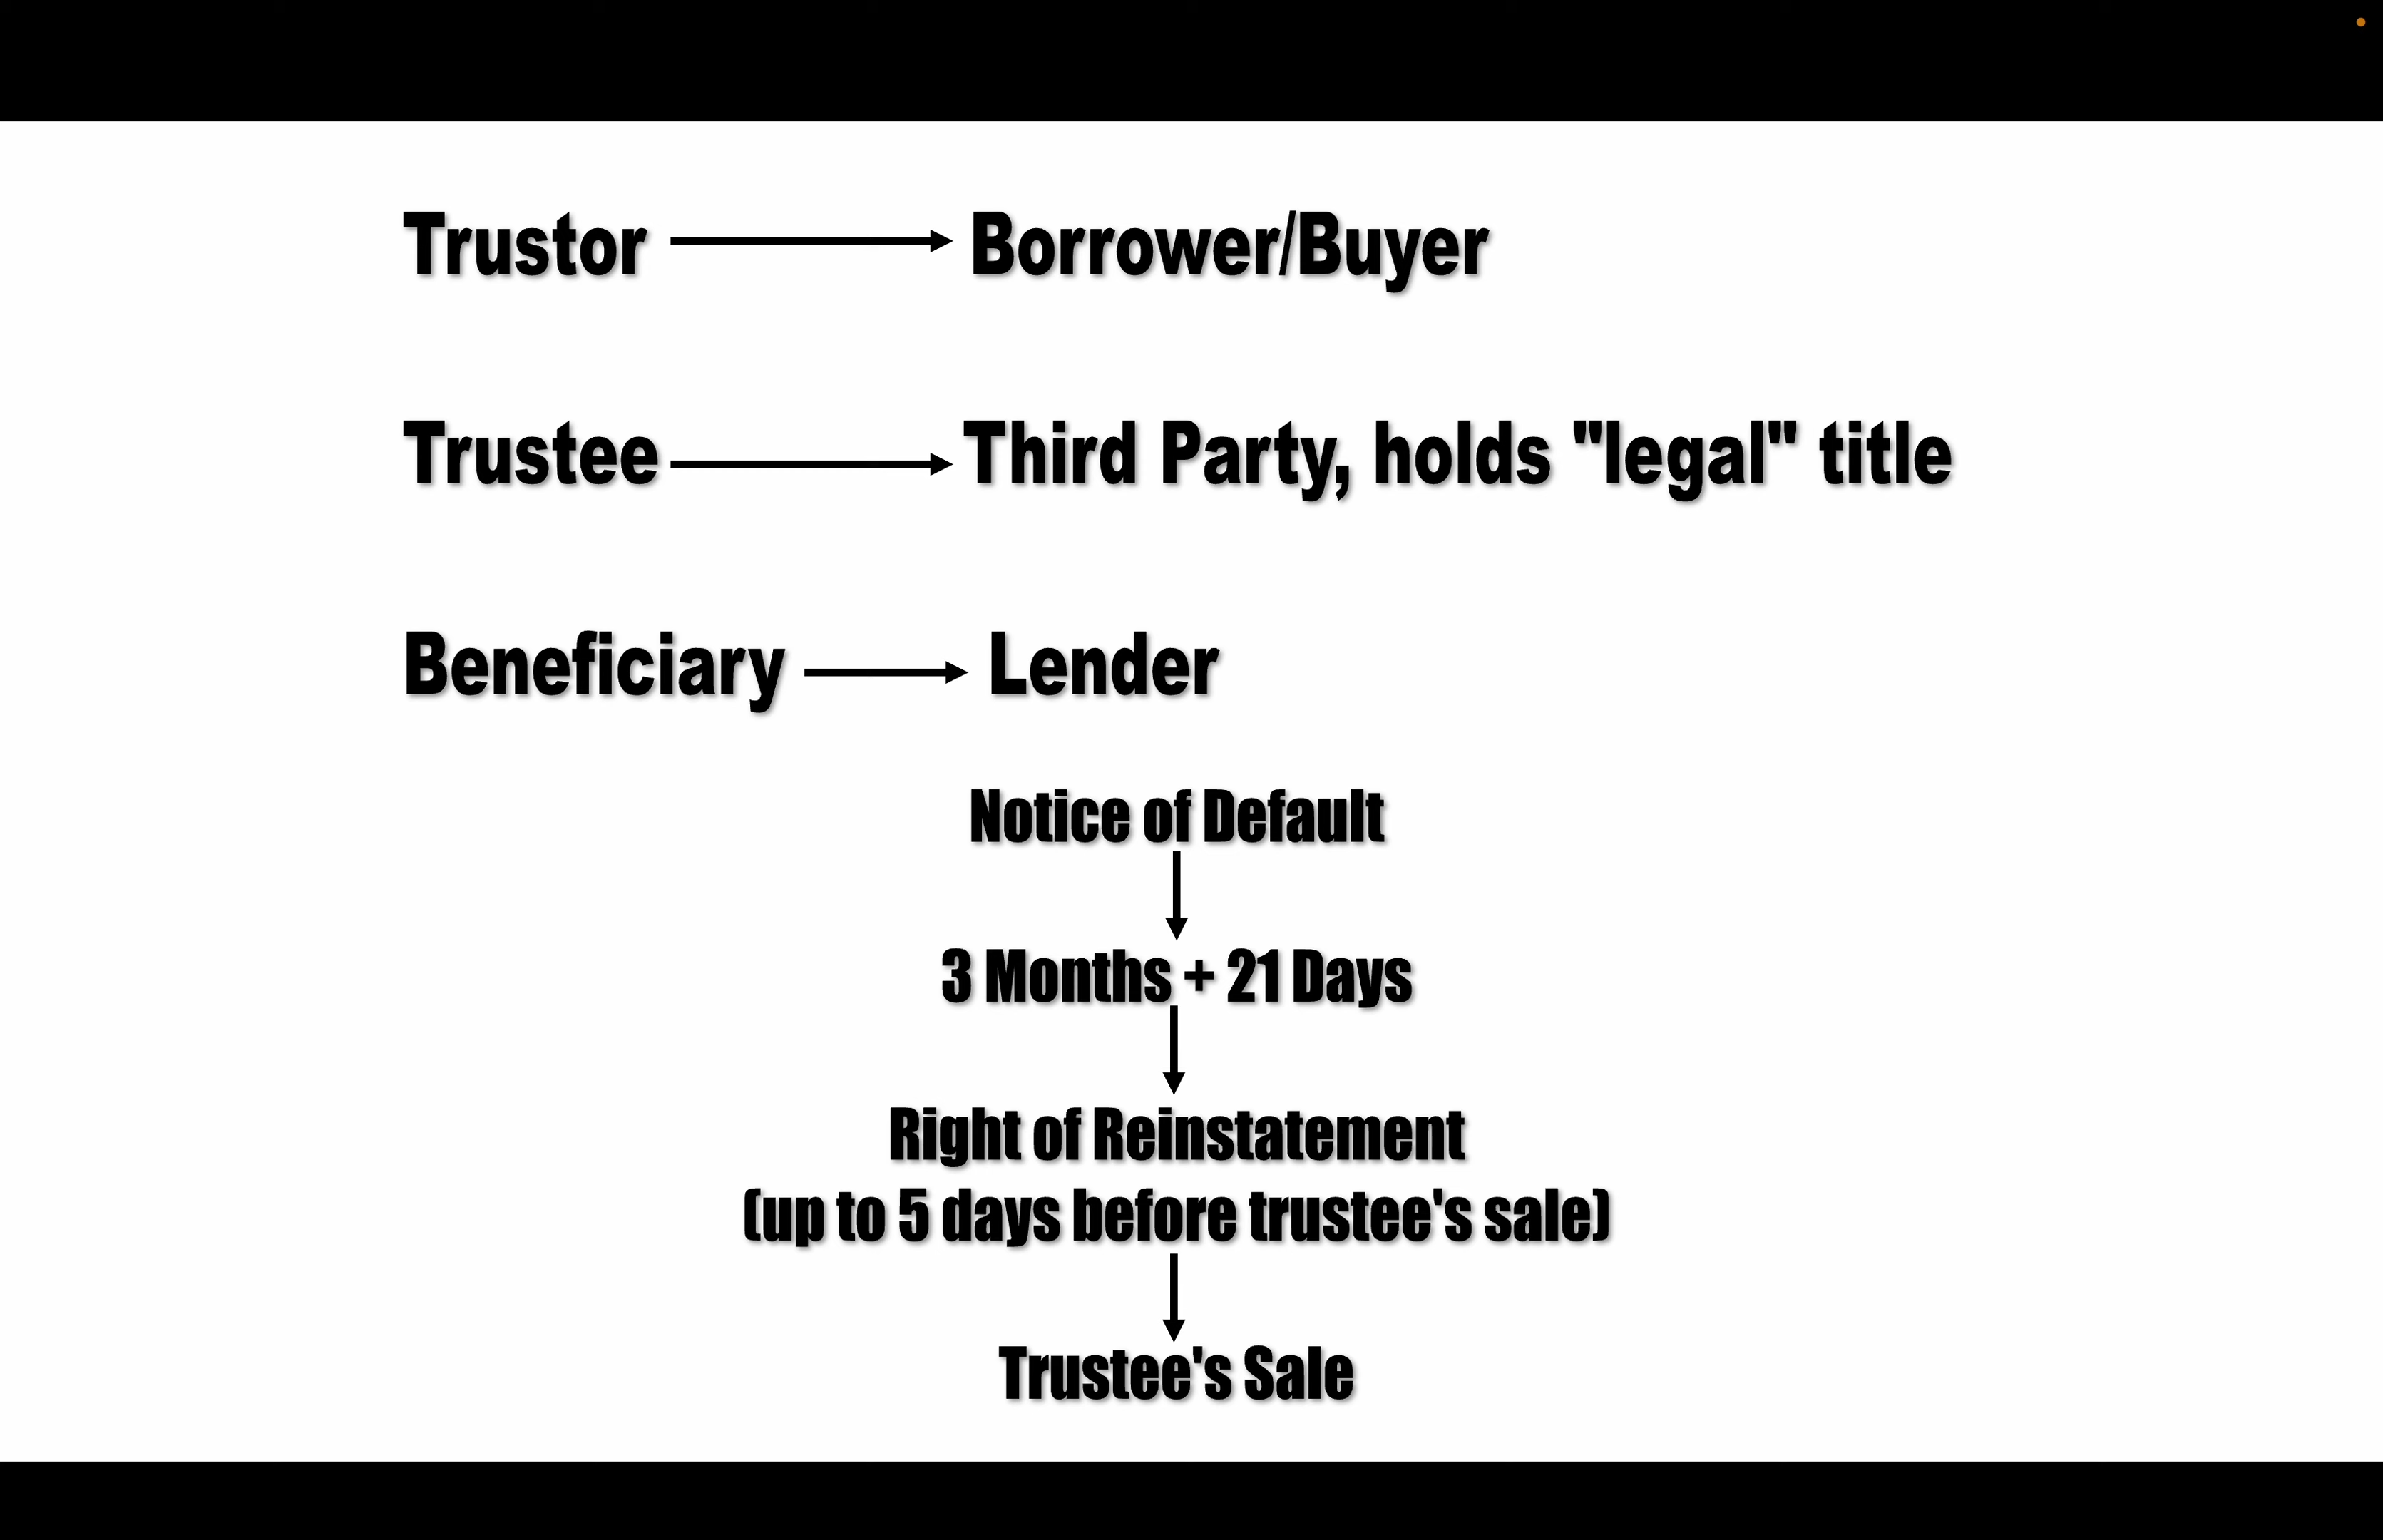 Trustor Borrower/Buyer
Trustee Third Party, holds "legal" title
Beneficiary Lender
Notice of Default
3 Months + 21 Days
Right of Reinstatement
(up to 5 days before trustee's sale)
Trustee's Sale